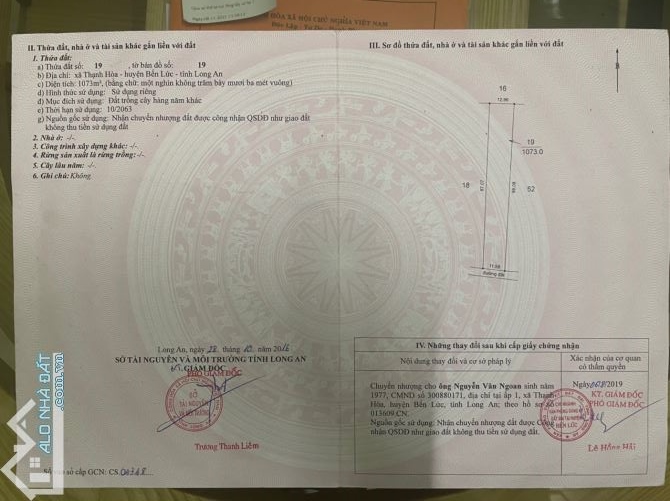 HÒA XÃ HỘI CHỦ NGHĨA VIỆT NAM
II. Thửa đất, nhà ở và tài sản khác gắn liền với đất
1. Thửa đất:
a) Thửa đất số: 19 , tờ bản đồ số: 19
b) Địa chỉ: xã Thạnh Hòa - huyện Bến Lức - tỉnh Long An
c) Diện tích: 1073m², (bằng chữ: một nghìn không trăm bảy mươi ba mét vuông)
d) Hình thức sử dụng: Sử dụng riêng
đ) Mục đích sử dụng: Đất trồng cây hàng năm khác
e) Thời hạn sử dụng: 10/2063
g) Nguồn gốc sử dụng: Nhận chuyển nhượng đất được công nhận QSDĐ như giao đất
không thu tiền sử dụng đất
2. Nhà ở: -/-
3. Công trình xây dựng khác: -/-
4. Rừng sản xuất là rừng trồng: -/-
5. Cây lâu năm: -/-
6. Ghi chú: Không
Long An, ngày tháng năm
SỞ TÀI NGUYÊN VÀ MÔI TRƯỜNG TỈNH LONG AN
GIÁM ĐỐC
PHÓ GIÁM ĐỐC
Trương Thanh Liêm
số cấp GCN: CS
III. Sơ đồ thửa đất, nhà ở và tài sản khác gắn liền với đất
B
16
19
1073.0
18
52
đường đất
IV. Những thay đổi sau khi cấp giấy chứng nhận
Nội dung thay đổi và cơ sở pháp lý
Xác nhận của cơ quan
có thẩm quyền
Chuyển nhượng cho ông Nguyễn Văn Ngoan sinh năm
1977, CMND số 300880171, địa chỉ tại ấp 1, xã Thạnh
Hòa, huyện Bến Lức, tỉnh Long An; theo hồ sơ số
013609.CN.
Nguồn gốc sử dụng: Nhận chuyển nhượng đất được Công
nhận QSDĐ như giao đất không thu tiền sử dụng đất.
Ngày /2019
KT. GIÁM ĐỐC
PHÓ GIÁM ĐỐC
BẾN LỨC
Lê Hồng Hải
ALO NHÀ ĐẤT
.com.vn